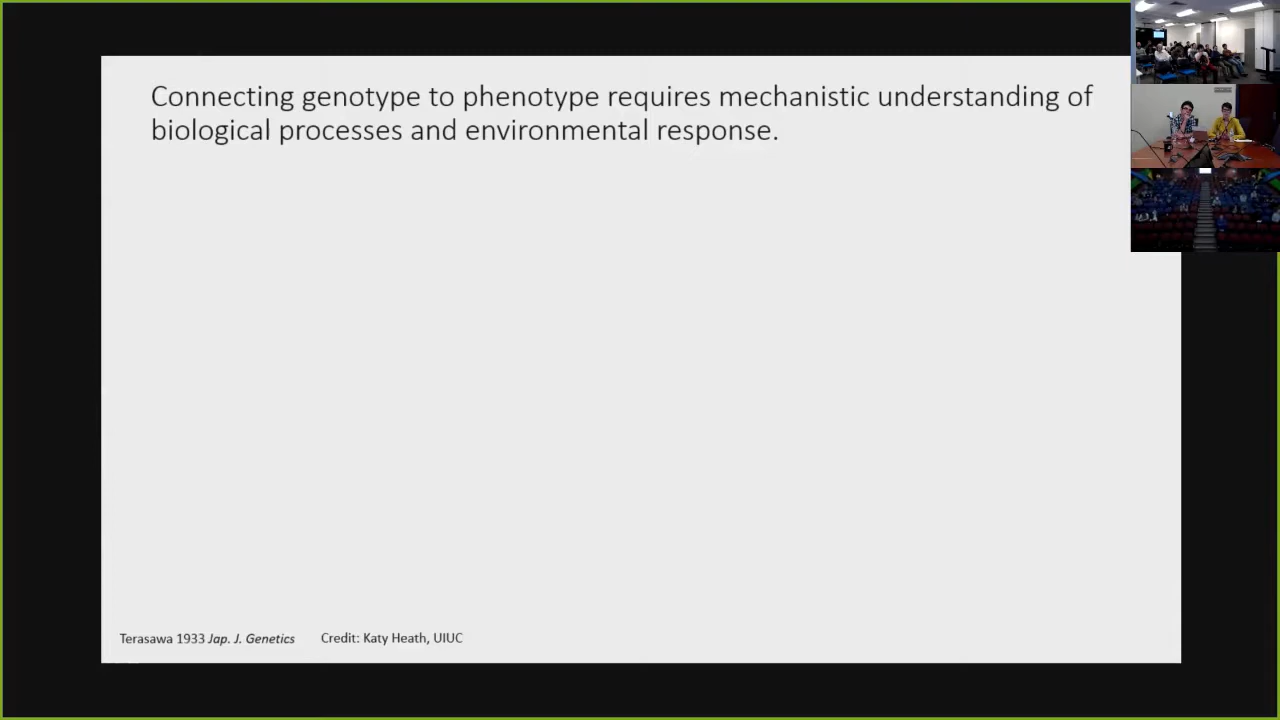 Connecting genotype to phenotype requires mechanistic understanding of
biological processes and environmental response.
Terasawa 1933 Jap. J. Genetics Credit: Katy Heath, UIUC